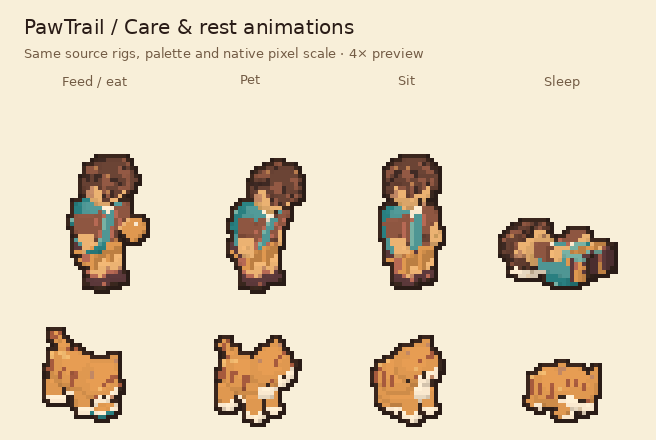 PawTrail / Care & rest animations
Same source rigs, palette and native pixel scale · 4× preview
Feed / eat
Pet
Sit
Sleep